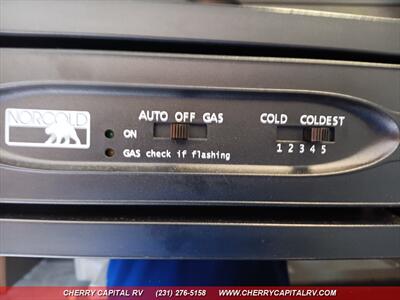 NORCOLD
AUTO OFF GAS
COLD COLDEST
ON
GAS check if flashing
1 2 3 4 5
CHERRY CAPITAL RV (231) 276-5158 WWW.CHERRYCAPITALRV.COM